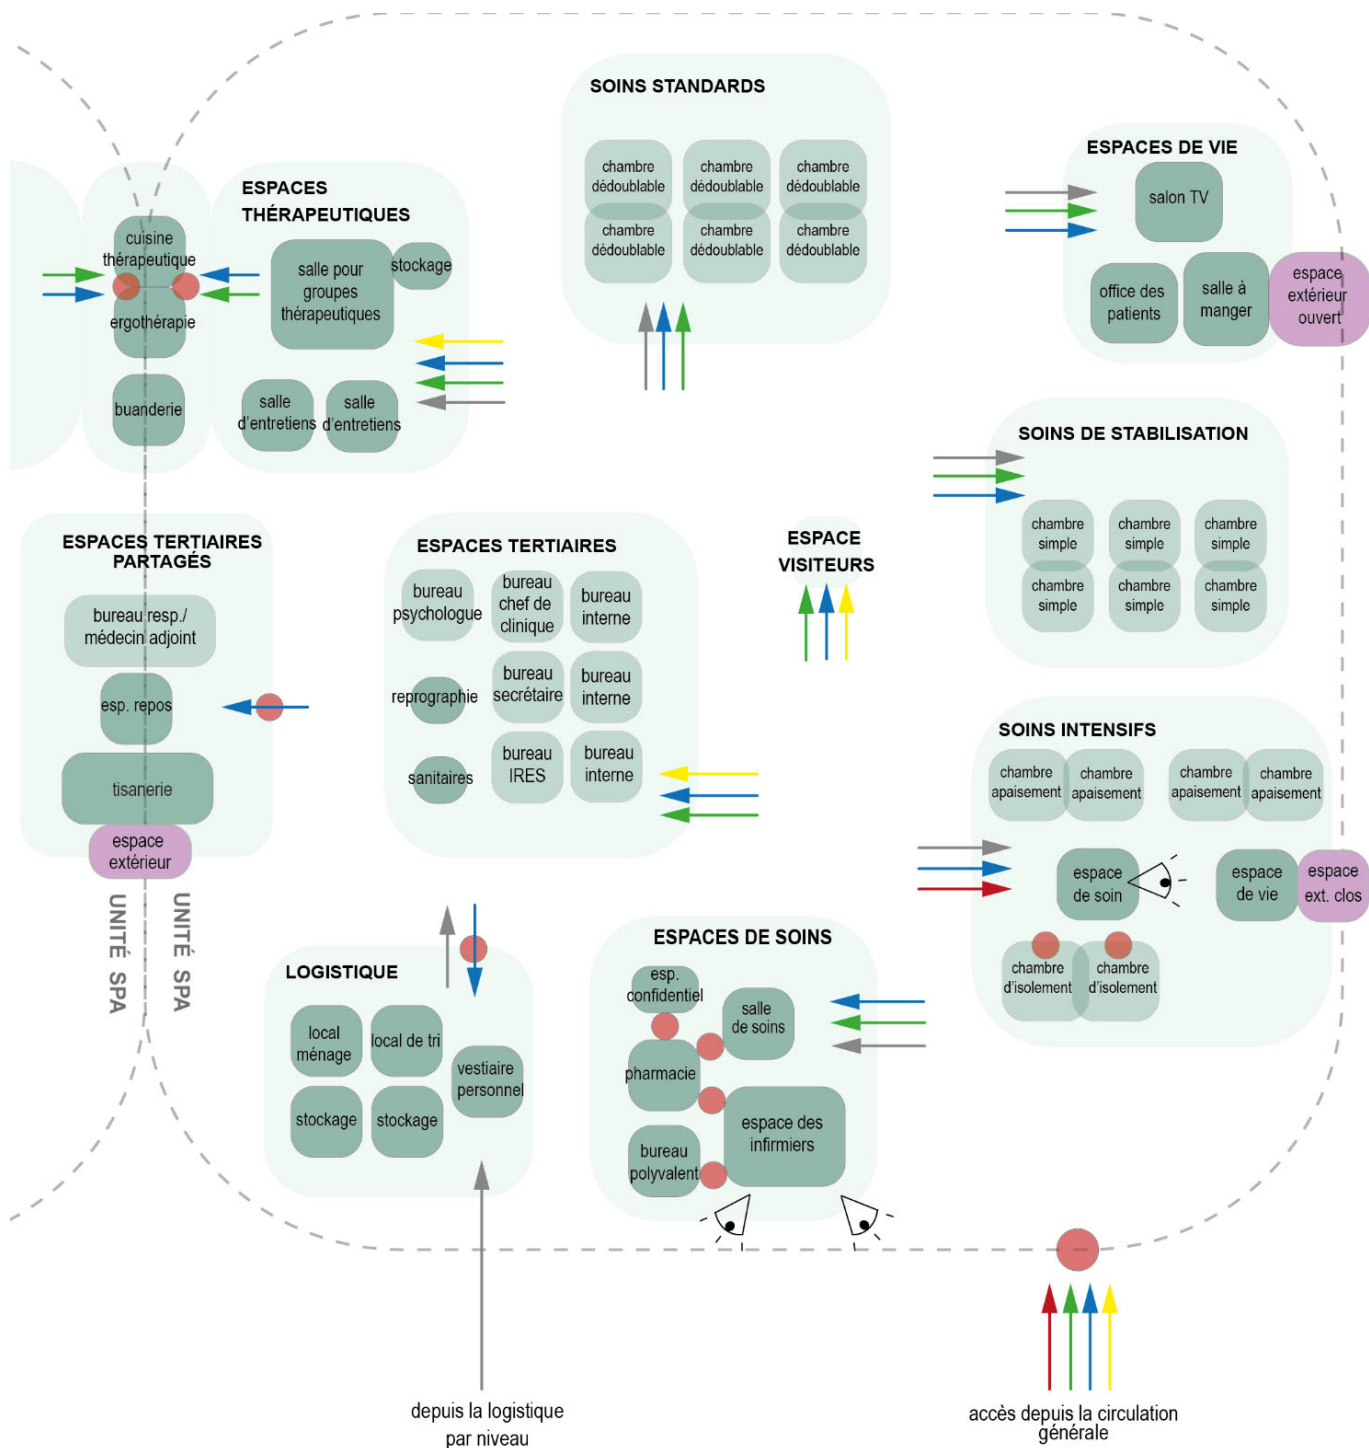 SOINS STANDARDS
chambre
dédoublable
chambre
dédoublable
chambre
dédoublable
chambre
dédoublable
chambre
dédoublable
chambre
dédoublable
ESPACES DE VIE
salon TV
office des
patients
salle à
manger
espace
extérieur
ouvert
ESPACES
THÉRAPEUTIQUES
cuisine
thérapeutique
ergothérapie
buanderie
salle pour
groupes
thérapeutiques
stockage
salle
d'entretiens
salle
d'entretiens
SOINS DE STABILISATION
chambre
simple
chambre
simple
chambre
simple
chambre
simple
chambre
simple
chambre
simple
ESPACES TERTIAIRES
PARTAGÉS
bureau resp./
médecin adjoint
esp. repos
tisanerie
espace
extérieur
UNITÉ SPA
UNITÉ SPA
ESPACES TERTIAIRES
bureau
psychologue
bureau
chef de
clinique
bureau
interne
reprographie
bureau
secrétaire
bureau
interne
sanitaires
bureau
IRES
bureau
interne
ESPACE
VISITEURS
SOINS INTENSIFS
chambre
apaisement
chambre
apaisement
chambre
apaisement
chambre
apaisement
espace
de soin
espace
de vie
espace
ext. clos
chambre
d'isolement
chambre
d'isolement
LOGISTIQUE
local
ménage
local de tri
vestiaire
personnel
stockage
stockage
ESPACES DE SOINS
esp.
confidentiel
salle
de soins
pharmacie
espace des
infirmiers
bureau
polyvalent
depuis la logistique
par niveau
accès depuis la circulation
générale